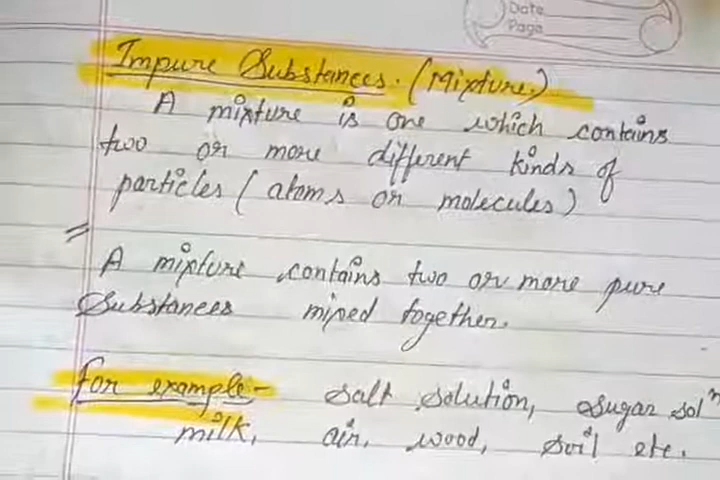 Date
Page
Impure Substances. (Mixture)
A mixture is one which contains
two or more different kinds of
particles (atoms or molecules)
=
A mixture contains two or more pure
Substances mixed together.
For example:- Salt solution, sugar solⁿ
milk, air, wood, soil etc.